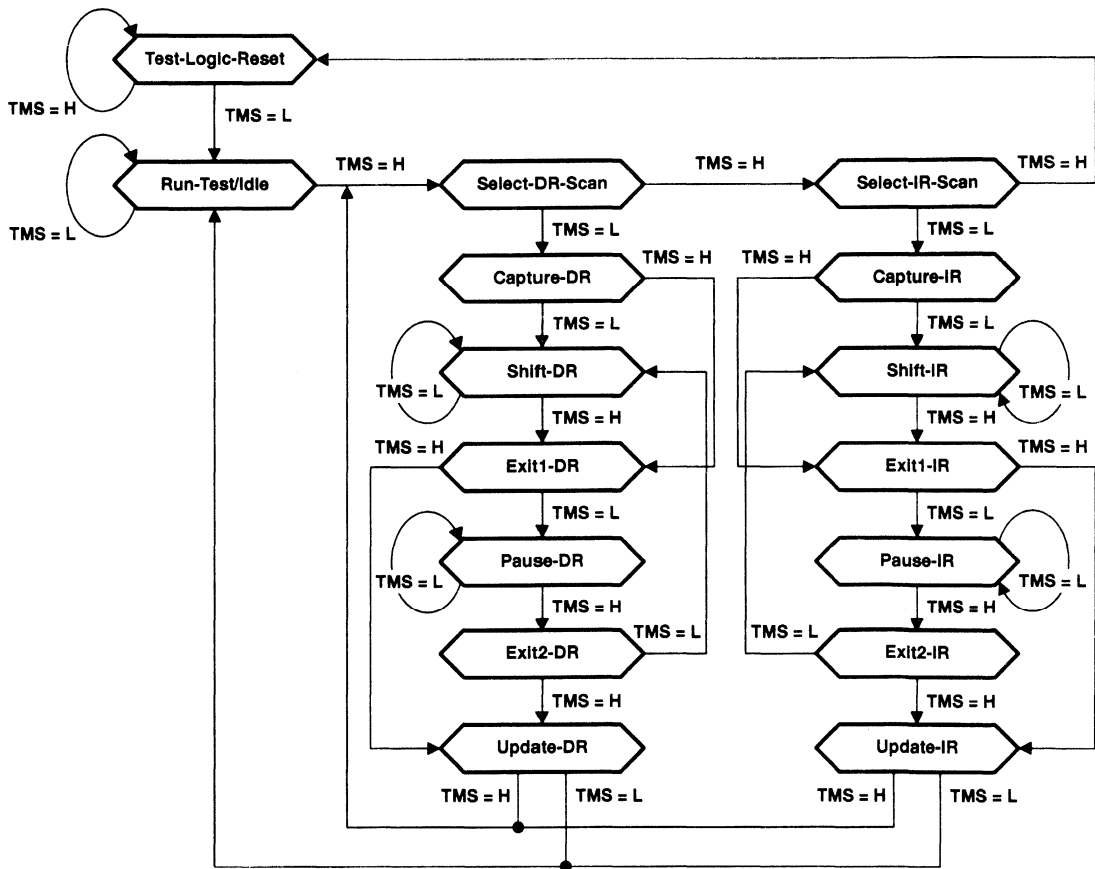 Test-Logic-Reset
TMS = H
TMS = L
Run-Test/Idle
TMS = H
Select-DR-Scan
TMS = H
Select-IR-Scan
TMS = H
TMS = L
TMS = L
TMS = L
Capture-DR
TMS = H
TMS = H
Capture-IR
TMS = L
TMS = L
Shift-DR
TMS = L
Shift-IR
TMS = L
TMS = H
TMS = H
TMS = H
Exit1-DR
Exit1-IR
TMS = H
TMS = L
TMS = L
Pause-DR
TMS = L
Pause-IR
TMS = L
TMS = H
TMS = H
Exit2-DR
TMS = L
TMS = L
Exit2-IR
TMS = H
TMS = H
Update-DR
Update-IR
TMS = H
TMS = L
TMS = H
TMS = L